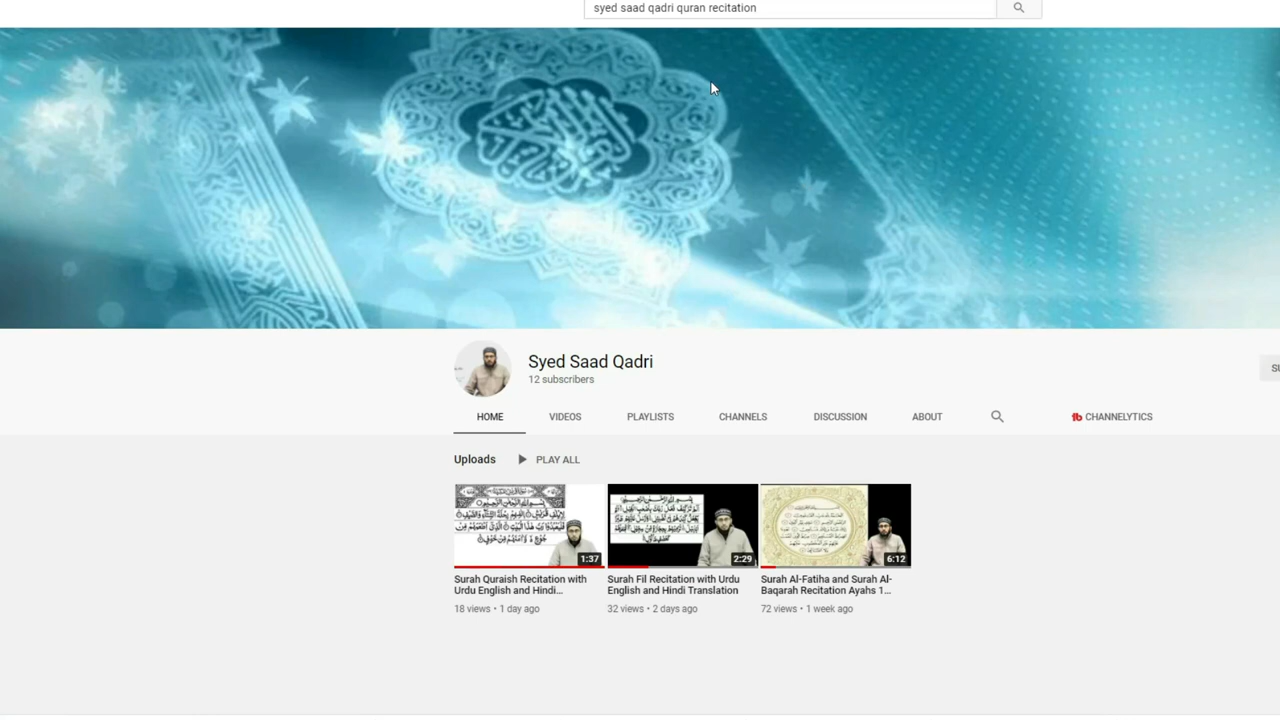 syed saad qadri quran recitation
Syed Saad Qadri
12 subscribers
HOME VIDEOS PLAYLISTS CHANNELS DISCUSSION ABOUT CHANNELYTICS
Uploads PLAY ALL
1:37 2:29 6:12
Surah Quraish Recitation with
Urdu English and Hindi...
18 views • 1 day ago
Surah Fil Recitation with Urdu
English and Hindi Translation
32 views • 2 days ago
Surah Al-Fatiha and Surah Al-
Baqarah Recitation Ayahs 1...
72 views • 1 week ago